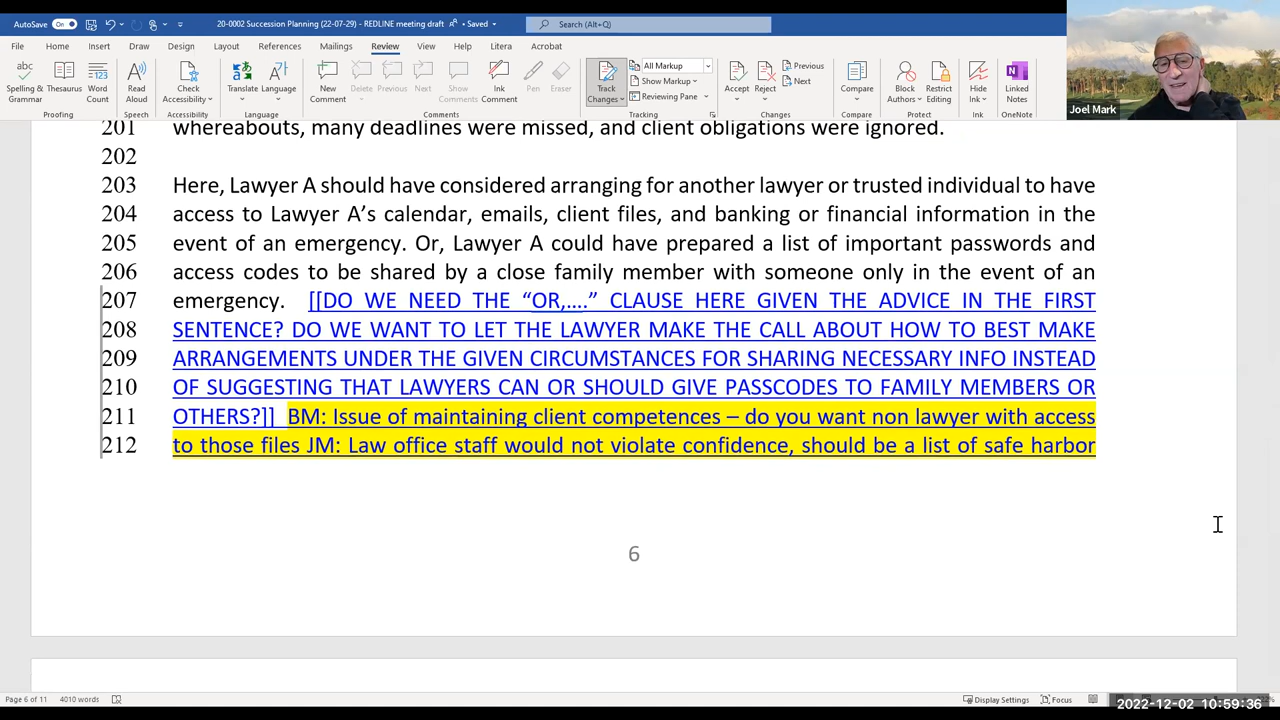 AutoSave On 20-0002 Succession Planning (22-07-29) - REDLINE meeting draft • Saved Search (Alt+Q)
File Home Insert Draw Design Layout References Mailings Review View Help Litera Acrobat
abc 123
Spelling & Grammar Thesaurus Word Count Read Aloud Check Accessibility Translate Language New Comment Delete Previous Next Show Comments Ink Comment Pen Eraser Track Changes All Markup Show Markup Reviewing Pane Accept Reject Previous Next Compare Block Authors Restrict Editing Hide Ink Linked Notes
Proofing Speech Accessibility Language Comments Tracking Changes Compare Protect Ink OneNote
Joel Mark
201 whereabouts, many deadlines were missed, and client obligations were ignored.
202
203 Here, Lawyer A should have considered arranging for another lawyer or trusted individual to have
204 access to Lawyer A’s calendar, emails, client files, and banking or financial information in the
205 event of an emergency. Or, Lawyer A could have prepared a list of important passwords and
206 access codes to be shared by a close family member with someone only in the event of an
207 emergency. [[DO WE NEED THE “OR,….” CLAUSE HERE GIVEN THE ADVICE IN THE FIRST
208 SENTENCE? DO WE WANT TO LET THE LAWYER MAKE THE CALL ABOUT HOW TO BEST MAKE
209 ARRANGEMENTS UNDER THE GIVEN CIRCUMSTANCES FOR SHARING NECESSARY INFO INSTEAD
210 OF SUGGESTING THAT LAWYERS CAN OR SHOULD GIVE PASSCODES TO FAMILY MEMBERS OR
211 OTHERS?]] BM: Issue of maintaining client competences – do you want non lawyer with access
212 to those files JM: Law office staff would not violate confidence, should be a list of safe harbor
6
Page 6 of 11 4010 words Display Settings Focus
2022-12-02 10:59:36